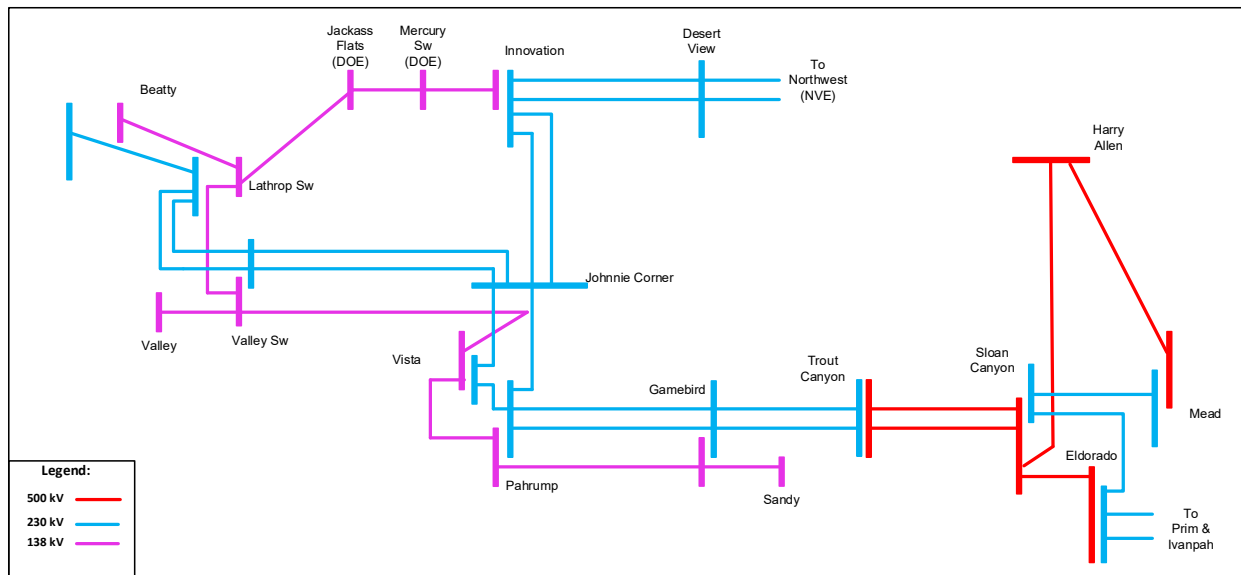 Jackass
Flats
(DOE)
Mercury
Sw
(DOE)
Innovation
Desert
View
To
Northwest
(NVE)
Beatty
Harry
Allen
Lathrop Sw
Johnnie Corner
Valley
Valley Sw
Vista
Gamebird
Trout
Canyon
Sloan
Canyon
Mead
Eldorado
Pahrump
Sandy
To
Prim &
Ivanpah
Legend:
500 kV
230 kV
138 kV